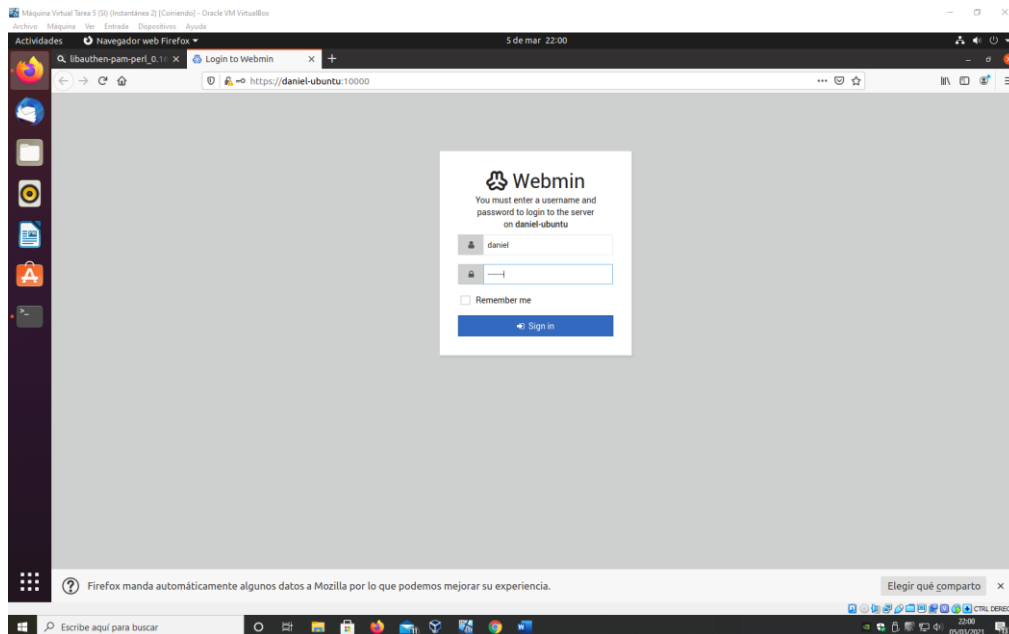 Máquina Virtual Tarea 5 (SI) (Instantánea 2) [Corriendo] - Oracle VM VirtualBox
Archivo Máquina Ver Entrada Dispositivos Ayuda
Actividades Navegador web Firefox 5 de mar 22:00
libauthen-pam-perl_0.16 Login to Webmin
https://daniel-ubuntu:10000
Webmin
You must enter a username and
password to login to the server
on daniel-ubuntu
daniel
Remember me
Sign in
Firefox manda automáticamente algunos datos a Mozilla por lo que podemos mejorar su experiencia. Elegir qué comparto
CTRL DEREC
Escribe aquí para buscar 22:00
05/03/2021